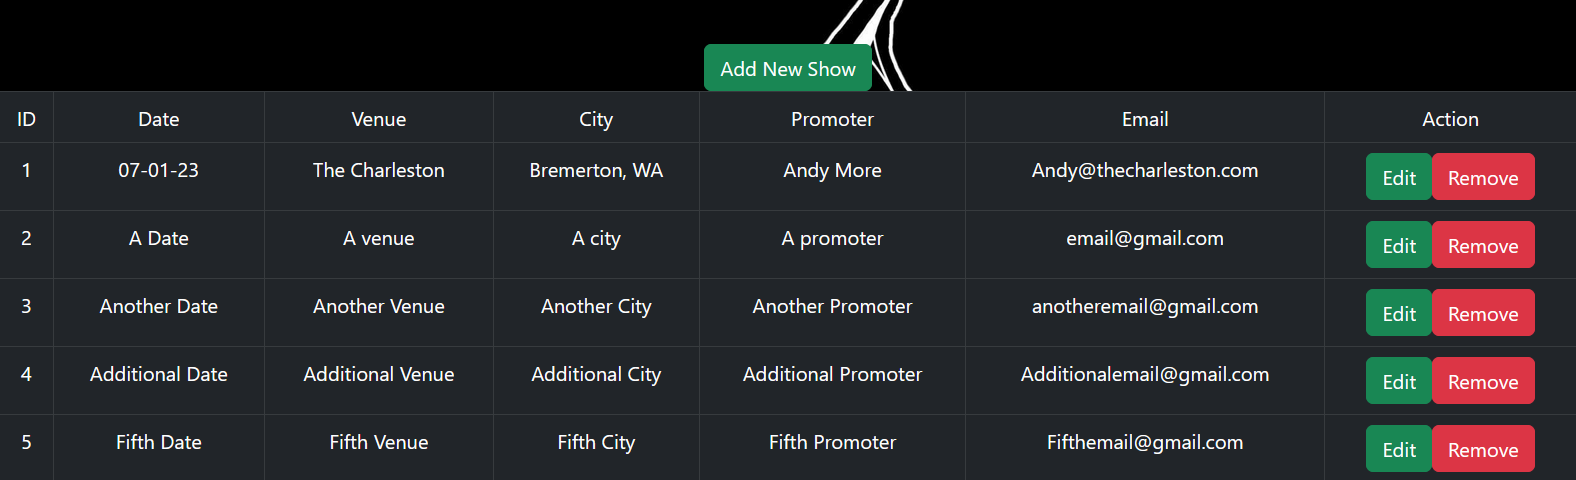 Add New Show
ID Date Venue City Promoter Email Action
1 07-01-23 The Charleston Bremerton, WA Andy More Andy@thecharleston.com Edit Remove
2 A Date A venue A city A promoter email@gmail.com Edit Remove
3 Another Date Another Venue Another City Another Promoter anotheremail@gmail.com Edit Remove
4 Additional Date Additional Venue Additional City Additional Promoter Additionalemail@gmail.com Edit Remove
5 Fifth Date Fifth Venue Fifth City Fifth Promoter Fifthemail@gmail.com Edit Remove